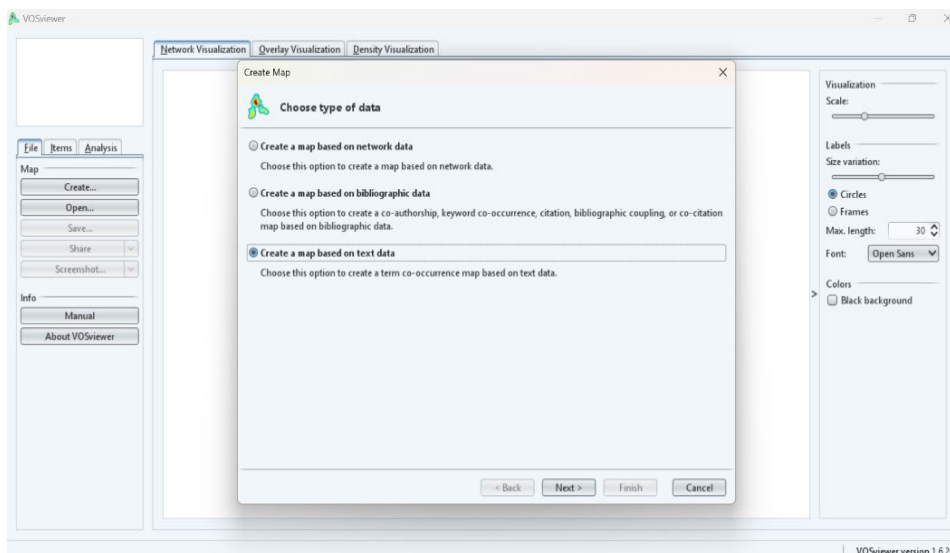 VOSviewer
Network Visualization Overlay Visualization Density Visualization
File Items Analysis
Map
Create...
Open...
Save...
Share
Screenshot...
Info
Manual
About VOSviewer
Create Map
Choose type of data
Create a map based on network data
Choose this option to create a map based on network data.
Create a map based on bibliographic data
Choose this option to create a co-authorship, keyword co-occurrence, citation, bibliographic coupling, or co-citation
map based on bibliographic data.
Create a map based on text data
Choose this option to create a term co-occurrence map based on text data.
< Back Next > Finish Cancel
Visualization
Scale:
Labels
Size variation:
Circles
Frames
Max. length: 30
Font: Open Sans
Colors
Black background
>
VOSviewer version 1.6.2